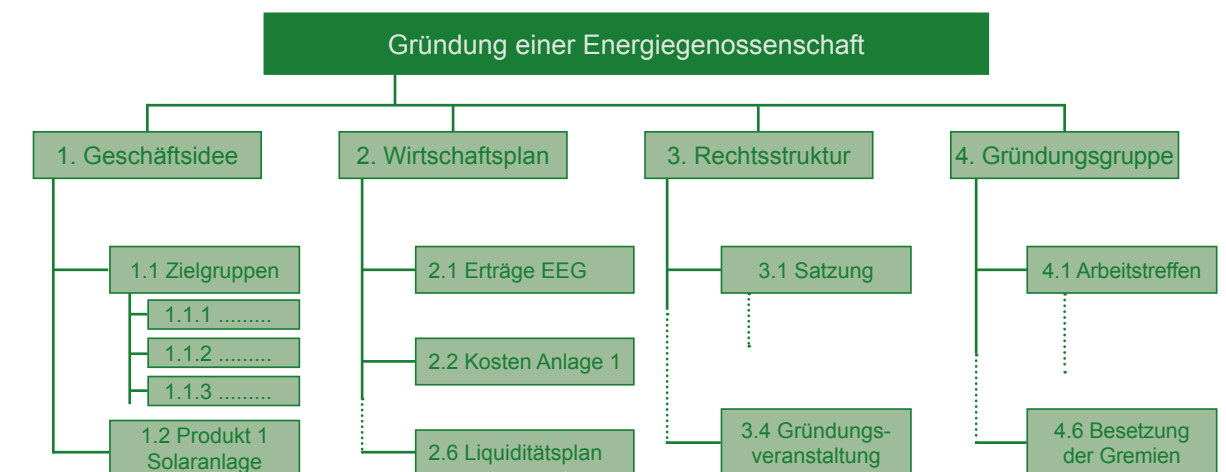 Gründung einer Energiegenossenschaft
1. Geschäftsidee
2. Wirtschaftsplan
3. Rechtsstruktur
4. Gründungsgruppe
1.1 Zielgruppen
1.1.1 .........
1.1.2 .........
1.1.3 .........
1.2 Produkt 1
Solaranlage
2.1 Erträge EEG
2.2 Kosten Anlage 1
2.6 Liquiditätsplan
3.1 Satzung
3.4 Gründungs-
veranstaltung
4.1 Arbeitstreffen
4.6 Besetzung
der Gremien